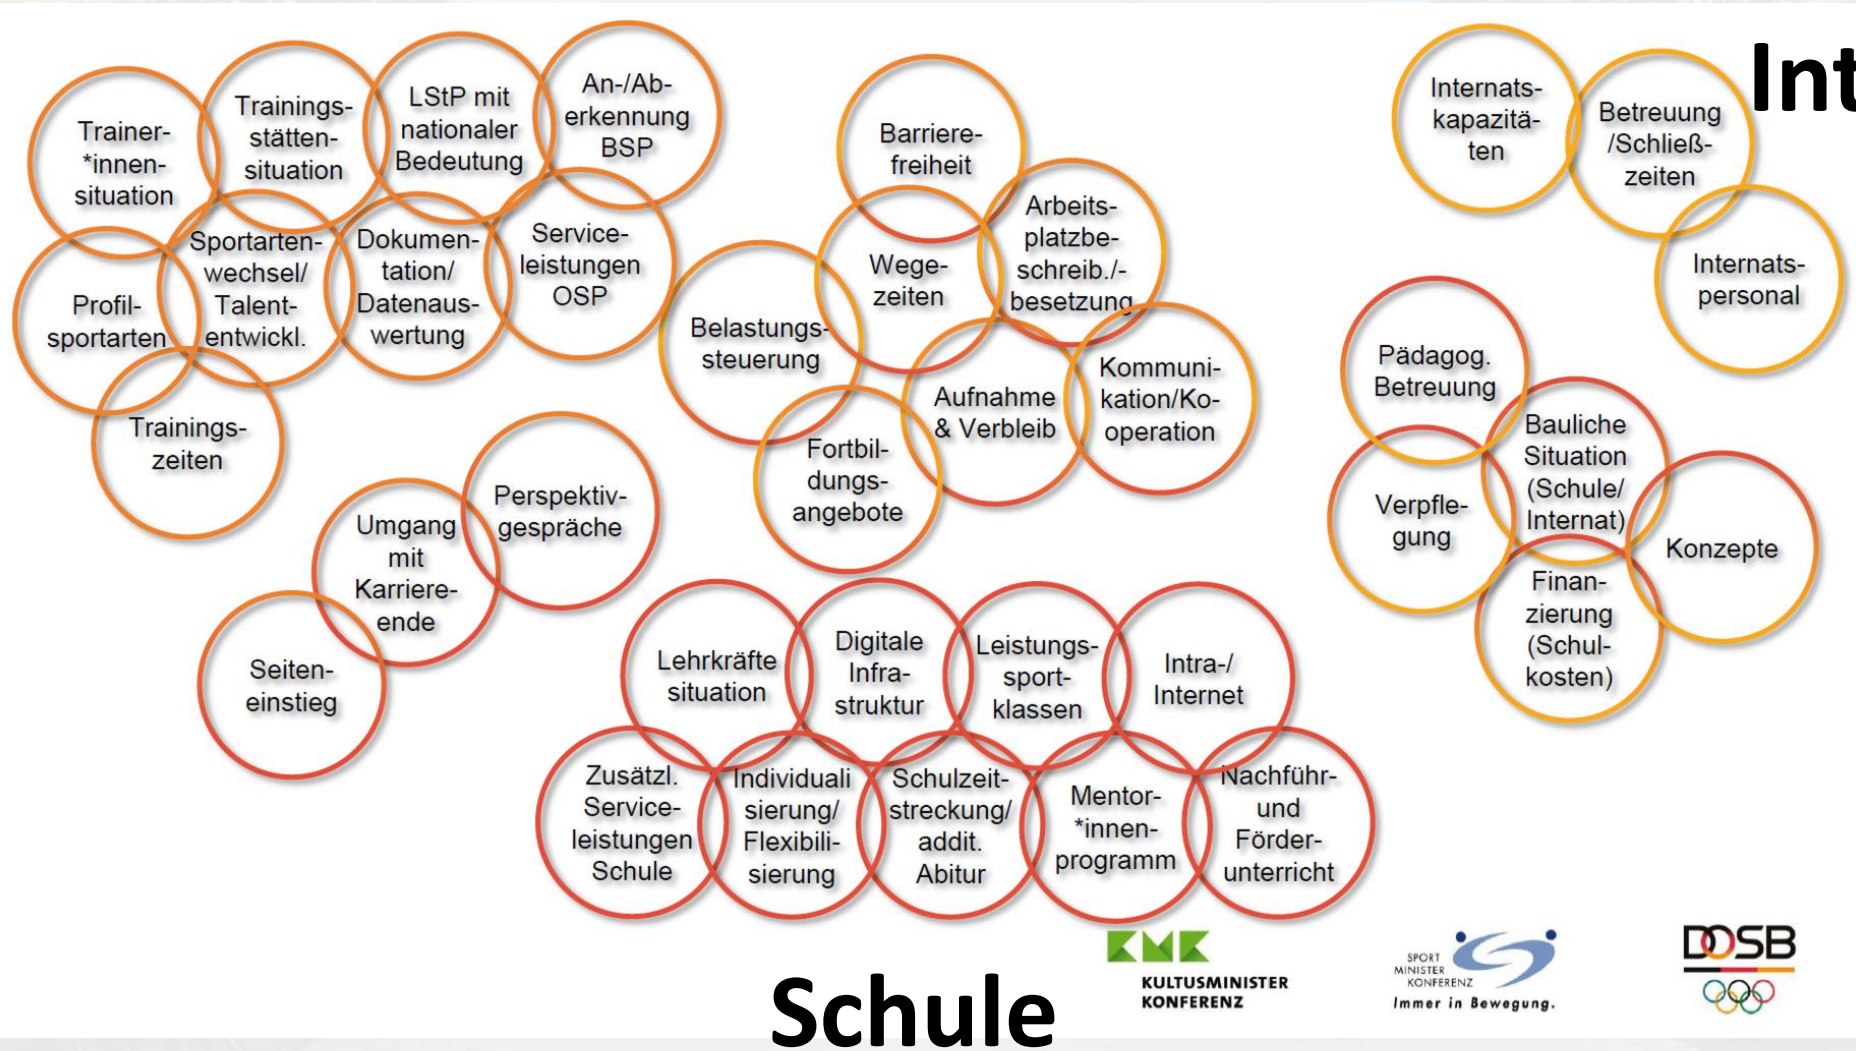 Trainer-
*innen-
situation
Trainings-
stätten-
situation
LStP mit
nationaler
Bedeutung
An-/Ab-
erkennung
BSP
Profil-
sportarten
Sportarten-
wechsel/
Talent-
entwickl.
Dokumen-
tation/
Datenaus-
wertung
Service-
leistungen
OSP
Trainings-
zeiten
Barriere-
freiheit
Arbeits-
platzbe-
schreib./-
besetzung
Wege-
zeiten
Belastungs-
steuerung
Aufnahme
& Verbleib
Kommuni-
kation/Ko-
operation
Fortbil-
dungs-
angebote
Int
Internats-
kapazitä-
ten
Betreuung
/Schließ-
zeiten
Internats-
personal
Pädagog.
Betreuung
Bauliche
Situation
(Schule/
Internat)
Verpfle-
gung
Konzepte
Finan-
zierung
(Schul-
kosten)
Perspektiv-
gespräche
Umgang
mit
Karriere-
ende
Seiten-
einstieg
Lehrkräfte
situation
Digitale
Infra-
struktur
Leistungs-
sport-
klassen
Intra-/
Internet
Zusätzl.
Service-
leistungen
Schule
Individuali
sierung/
Flexibili-
sierung
Schulzeit-
streckung/
addit.
Abitur
Mentor-
*innen-
programm
Nachführ-
und
Förder-
unterricht
Schule
KMK
KULTUSMINISTER
KONFERENZ
SPORT
MINISTER
KONFERENZ
Immer in Bewegung.
DOSB